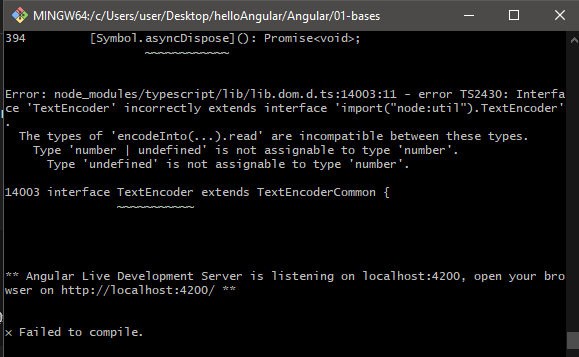 MINGW64:/c/Users/user/Desktop/helloAngular/Angular/01-bases
394         [Symbol.asyncDispose](): Promise<void>;
~~~~~~~~~~~~
Error: node_modules/typescript/lib/lib.dom.d.ts:14003:11 - error TS2430: Interfa
ce 'TextEncoder' incorrectly extends interface 'import("node:util").TextEncoder'
.
The types of 'encodeInto(...).read' are incompatible between these types.
Type 'number | undefined' is not assignable to type 'number'.
Type 'undefined' is not assignable to type 'number'.
14003 interface TextEncoder extends TextEncoderCommon {
~~~~~~~~~~~
** Angular Live Development Server is listening on localhost:4200, open your bro
wser on http://localhost:4200/ **
× Failed to compile.